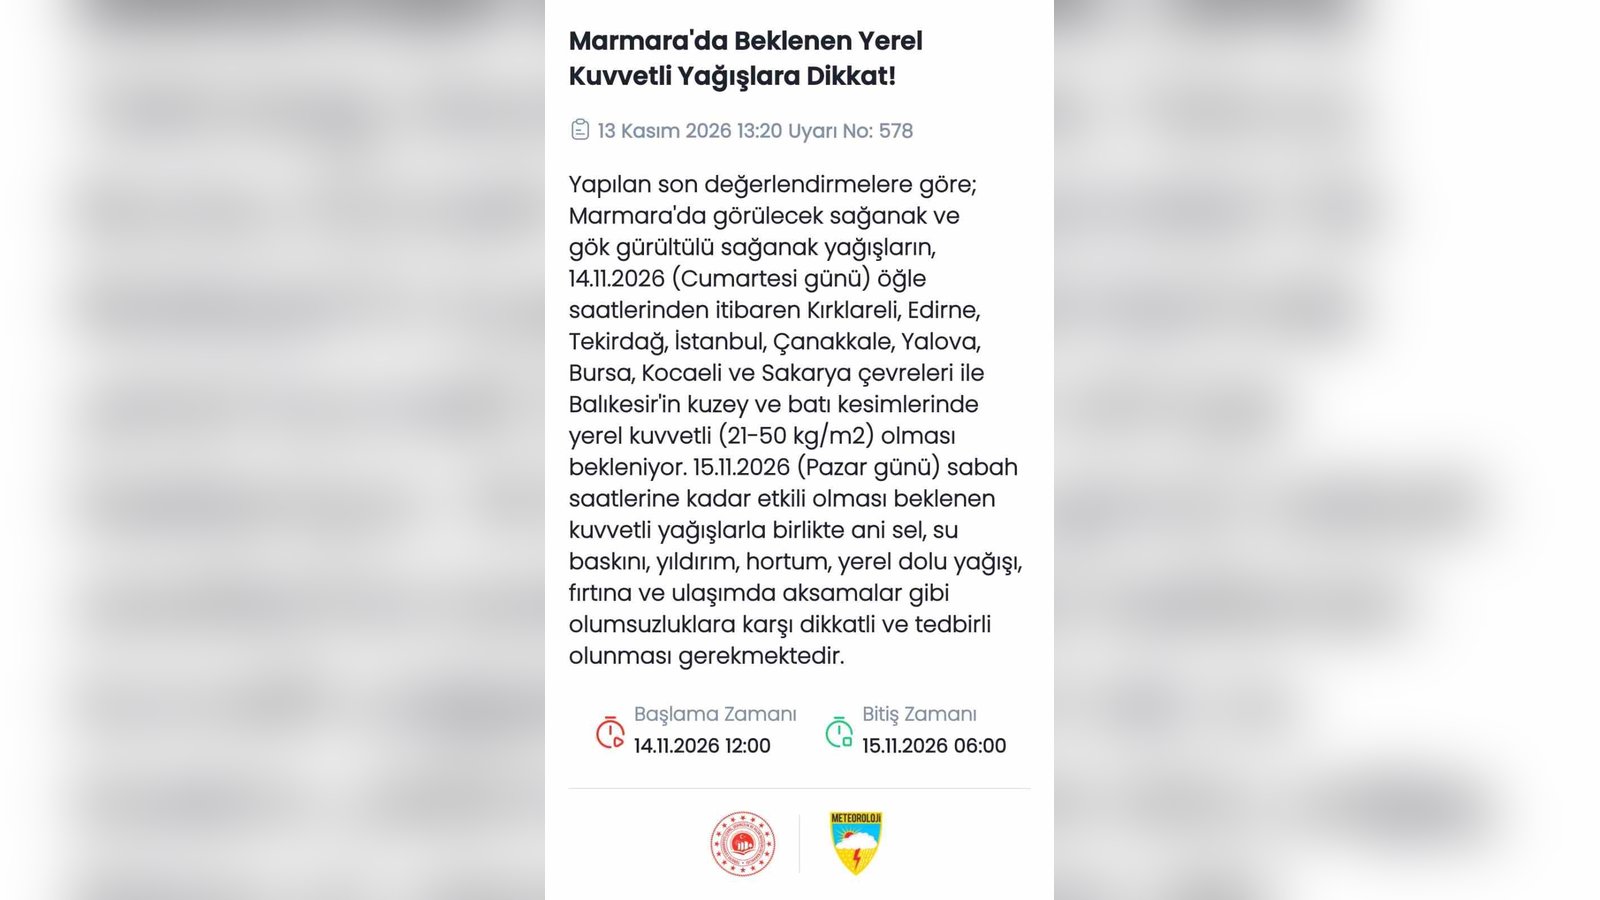 Marmara'da Beklenen Yerel
Kuvvetli Yağışlara Dikkat!
13 Kasım 2026 13:20 Uyarı No: 578
Yapılan son değerlendirmelere göre;
Marmara'da görülecek sağanak ve
gök gürültülü sağanak yağışların,
14.11.2026 (Cumartesi günü) öğle
saatlerinden itibaren Kırklareli, Edirne,
Tekirdağ, İstanbul, Çanakkale, Yalova,
Bursa, Kocaeli ve Sakarya çevreleri ile
Balıkesir'in kuzey ve batı kesimlerinde
yerel kuvvetli (21-50 kg/m2) olması
bekleniyor. 15.11.2026 (Pazar günü) sabah
saatlerine kadar etkili olması beklenen
kuvvetli yağışlarla birlikte ani sel, su
baskını, yıldırım, hortum, yerel dolu yağışı,
fırtına ve ulaşımda aksamalar gibi
olumsuzluklara karşı dikkatli ve tedbirli
olunması gerekmektedir.
Başlama Zamanı
14.11.2026 12:00
Bitiş Zamanı
15.11.2026 06:00
METEOROLOJİ